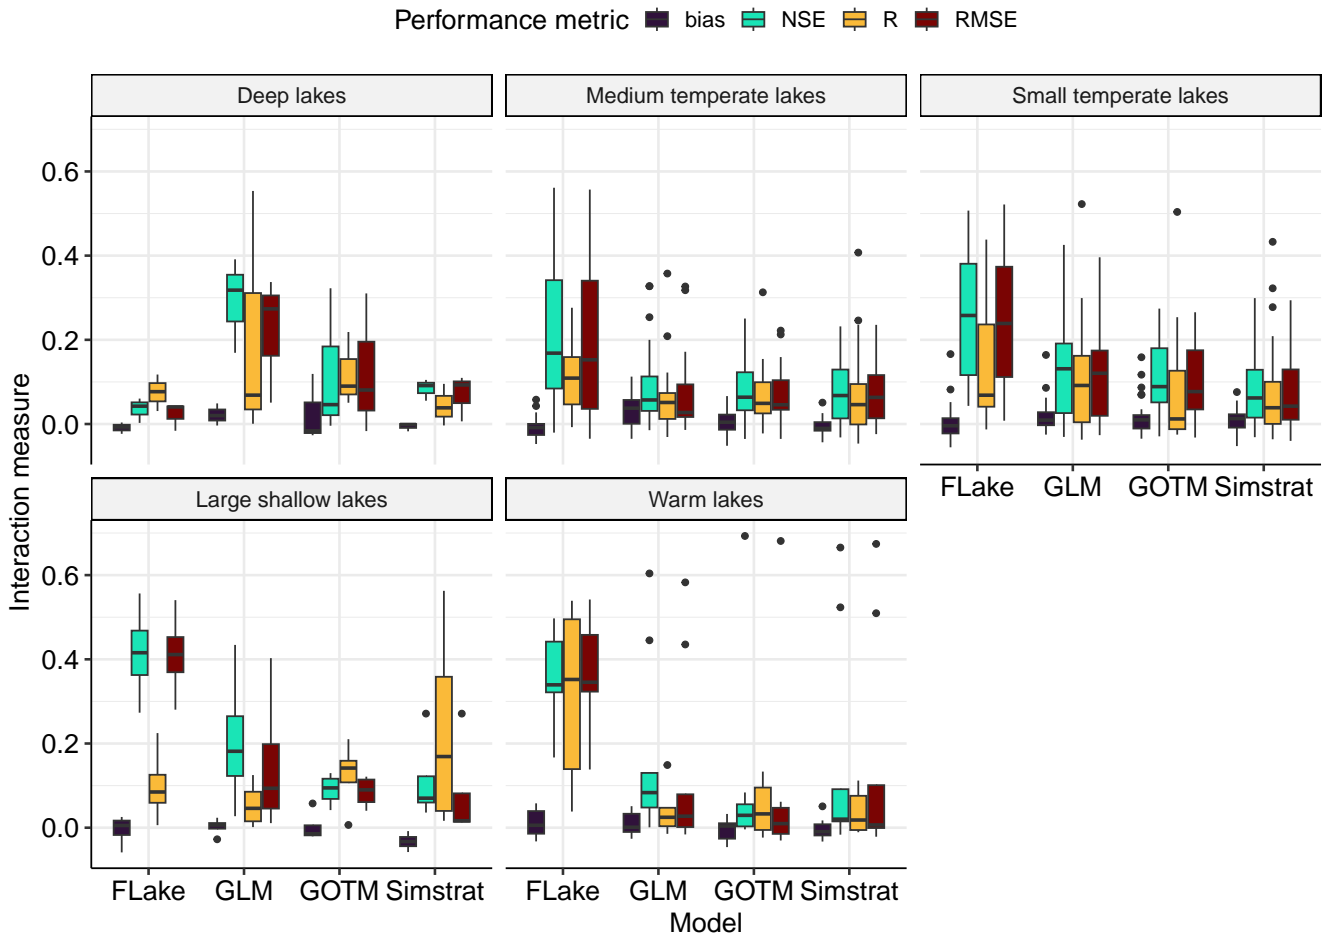 Performance metric bias NSE R RMSE
Deep lakes Medium temperate lakes Small temperate lakes
0.6
0.4
0.2
0.0
FLake GLM GOTM Simstrat
Large shallow lakes Warm lakes
0.6
0.4
0.2
0.0
FLake GLM GOTM Simstrat FLake GLM GOTM Simstrat
Interaction measure
Model